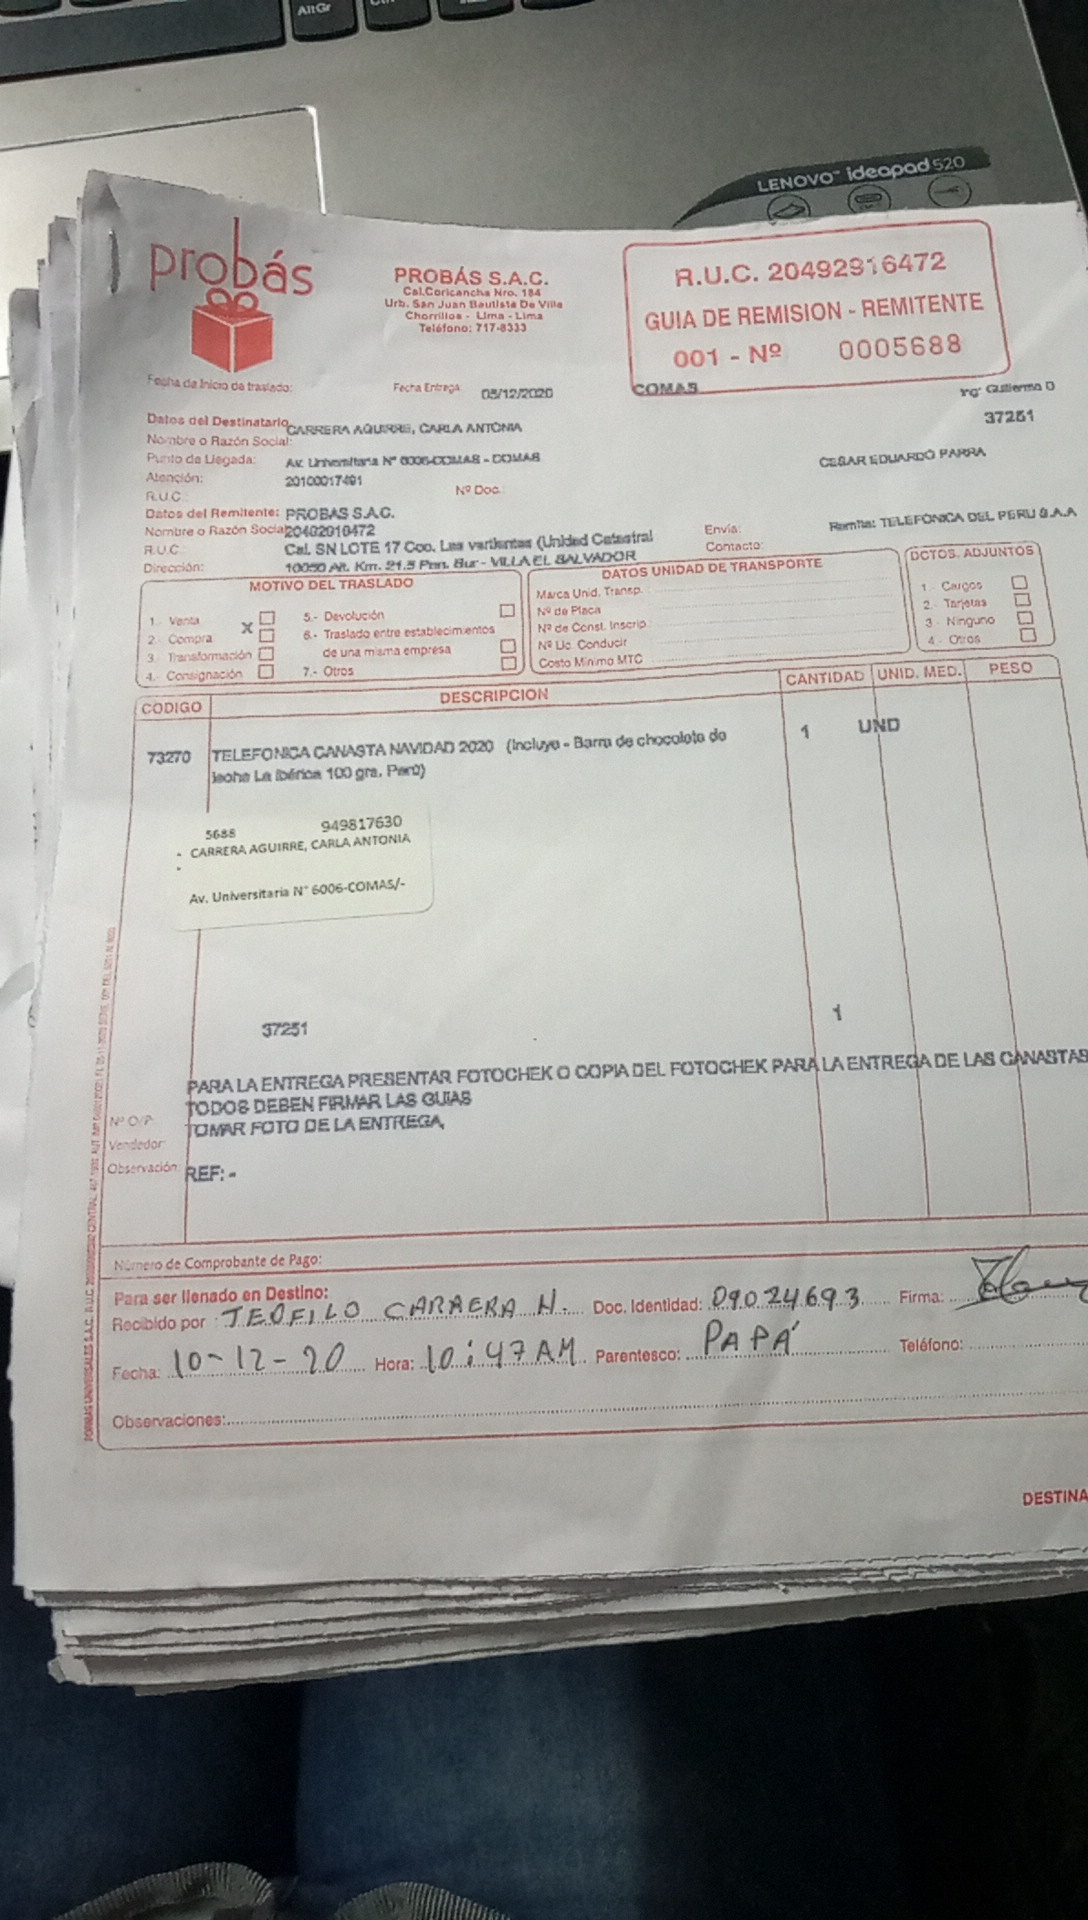 AltGr
LENOVO™ ideapad 520
probás
PROBÁS S.A.C.
Cal.Coricancha Nro. 184
Urb. San Juan Bautista De Villa
Chorrillos - Lima - Lima
Teléfono: 717-8333
R.U.C. 20492916472
GUIA DE REMISION - REMITENTE
001 - Nº 0005688
Fecha de Inicio de traslado:
Fecha Entrega: 05/12/2020
COMAS
Ing° Guillermo D
37251
Datos del Destinatario
Nombre o Razón Social: CARRERA AGUIRRE, CARLA ANTONIA
Punto de Llegada: Av. Universitaria N° 6006-COMAS - COMAS
CESAR EDUARDO PARRA
Atención: 20100017491
R.U.C.
Nº Doc.
Datos del Remitente: PROBAS S.A.C.
Nombre o Razón Social 20492916472
Envía:
Remite: TELEFONICA DEL PERU S.A.A
R.U.C. Cal. SN LOTE 17 Coo. Las vertientes (Unided Catastral
Contacto:
Dirección: 10050 Alt. Km. 21.5 Pan. Sur - VILLA EL SALVADOR
MOTIVO DEL TRASLADO
1.- Venta
2.- Compra X
3.- Transformación
4.- Consignación
5.- Devolución
6.- Traslado entre establecimientos
de una misma empresa
7.- Otros
DATOS UNIDAD DE TRANSPORTE
Marca Unid. Transp.
Nº de Placa
Nº de Const. Inscrip.
Nº Lic. Conducir
Costo Mínimo MTC
DCTOS. ADJUNTOS
1.- Cargos
2.- Tarjetas
3.- Ninguno
4.- Otros
CODIGO DESCRIPCION CANTIDAD UNID. MED. PESO
73270 TELEFONICA CANASTA NAVIDAD 2020 (Incluye - Barra de chocolate de 1 UND
leche La Ibérica 100 grs. Perú)
5688 949817630
- CARRERA AGUIRRE, CARLA ANTONIA
-
Av. Universitaria N° 6006-COMAS/-
37251 1
PARA LA ENTREGA PRESENTAR FOTOCHEK O COPIA DEL FOTOCHEK PARA LA ENTREGA DE LAS CANASTAS
TODOS DEBEN FIRMAR LAS GUIAS
Nº O/P: TOMAR FOTO DE LA ENTREGA,
Vendedor:
Observación: REF: -
Número de Comprobante de Pago:
Para ser llenado en Destino:
Recibido por : TEOFILO CARRERA H. Doc. Identidad: 09024693 Firma:
Fecha: 10-12-20 Hora: 10:47 AM Parentesco: PAPÁ Teléfono:
Observaciones:
DESTINA